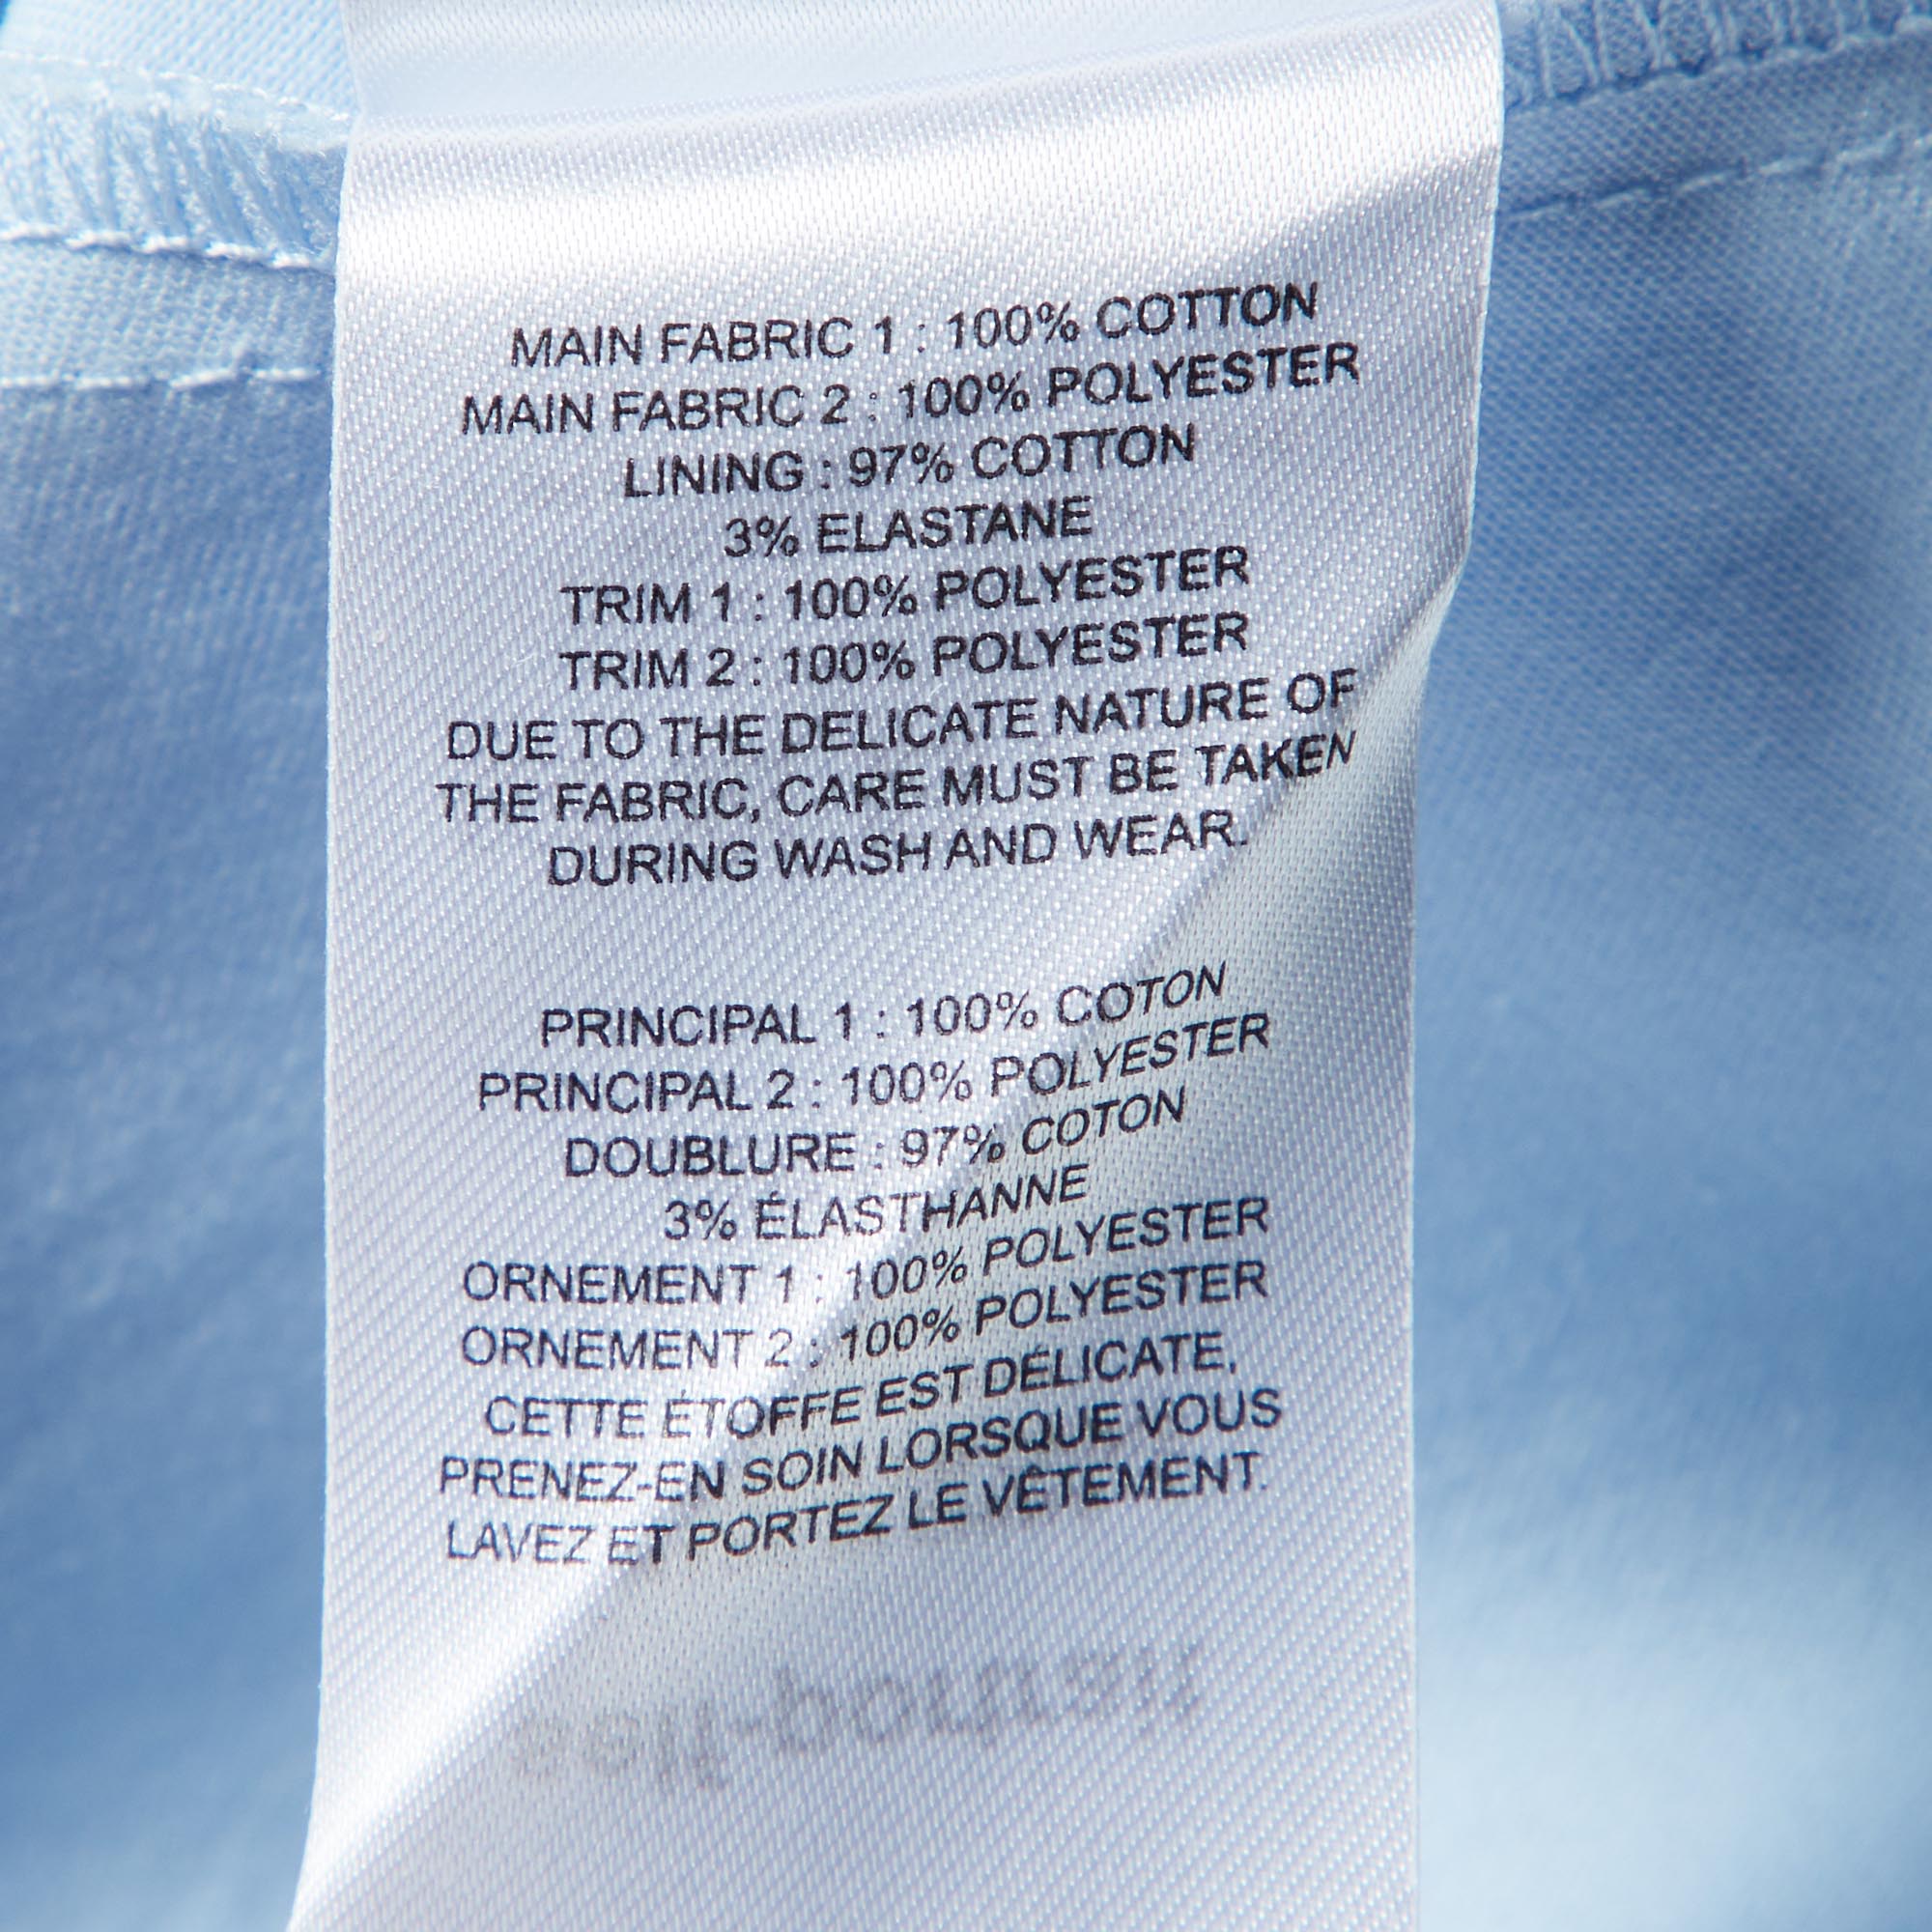 MAIN FABRIC 1 : 100% COTTON
MAIN FABRIC 2 : 100% POLYESTER
LINING : 97% COTTON
3% ELASTANE
TRIM 1 : 100% POLYESTER
TRIM 2 : 100% POLYESTER
DUE TO THE DELICATE NATURE OF
THE FABRIC, CARE MUST BE TAKEN
DURING WASH AND WEAR.
PRINCIPAL 1 : 100% COTON
PRINCIPAL 2 : 100% POLYESTER
DOUBLURE : 97% COTON
3% ÉLASTHANNE
ORNEMENT 1 : 100% POLYESTER
ORNEMENT 2 : 100% POLYESTER
CETTE ÉTOFFE EST DÉLICATE,
PRENEZ-EN SOIN LORSQUE VOUS
LAVEZ ET PORTEZ LE VÊTEMENT.